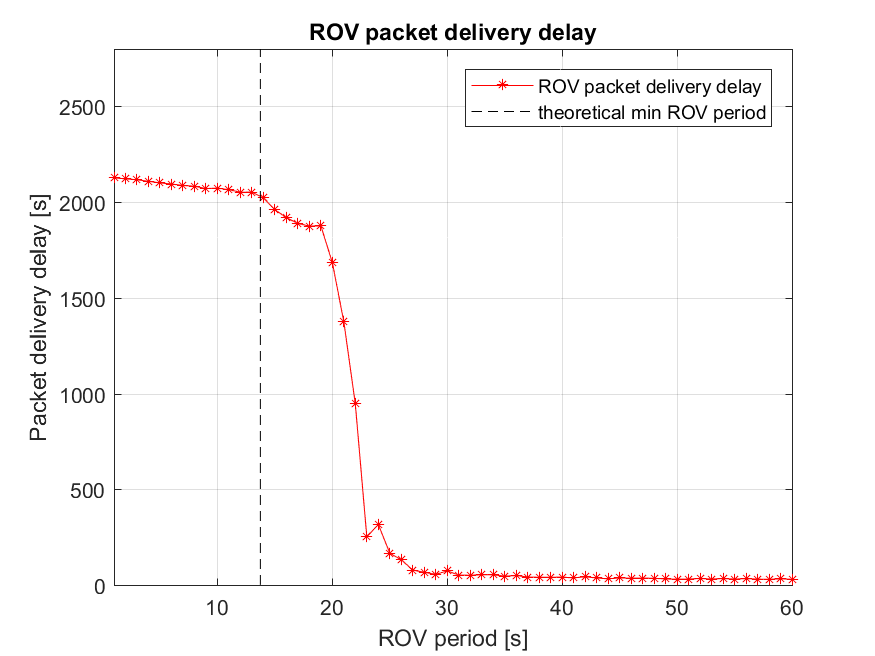 ROV packet delivery delay
ROV packet delivery delay
theoretical min ROV period
2500
2000
1500
1000
500
0
Packet delivery delay [s]
10 20 30 40 50 60
ROV period [s]